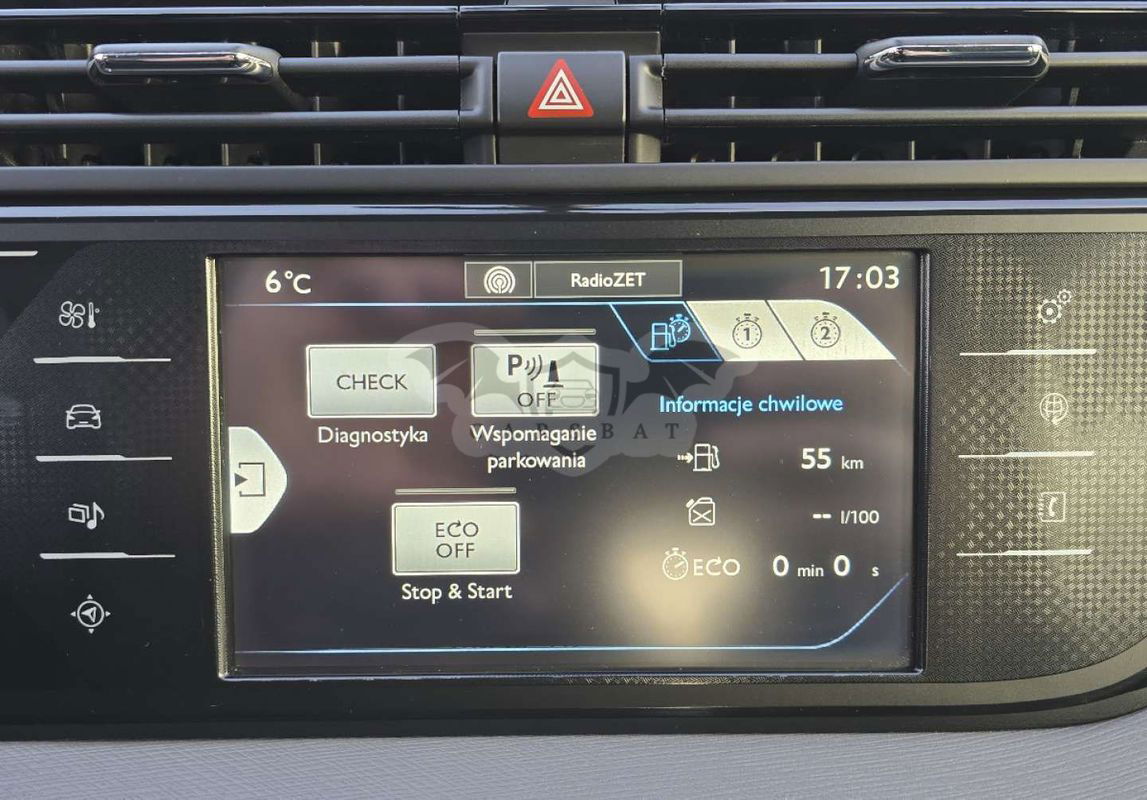 6°C
RadioZET
17:03
1
2
CHECK
P
OFF
Informacje chwilowe
Diagnostyka
Wspomaganie
parkowania
CARSBAT
55 km
-- l/100
ECO
OFF
ECO 0 min 0 s
Stop & Start